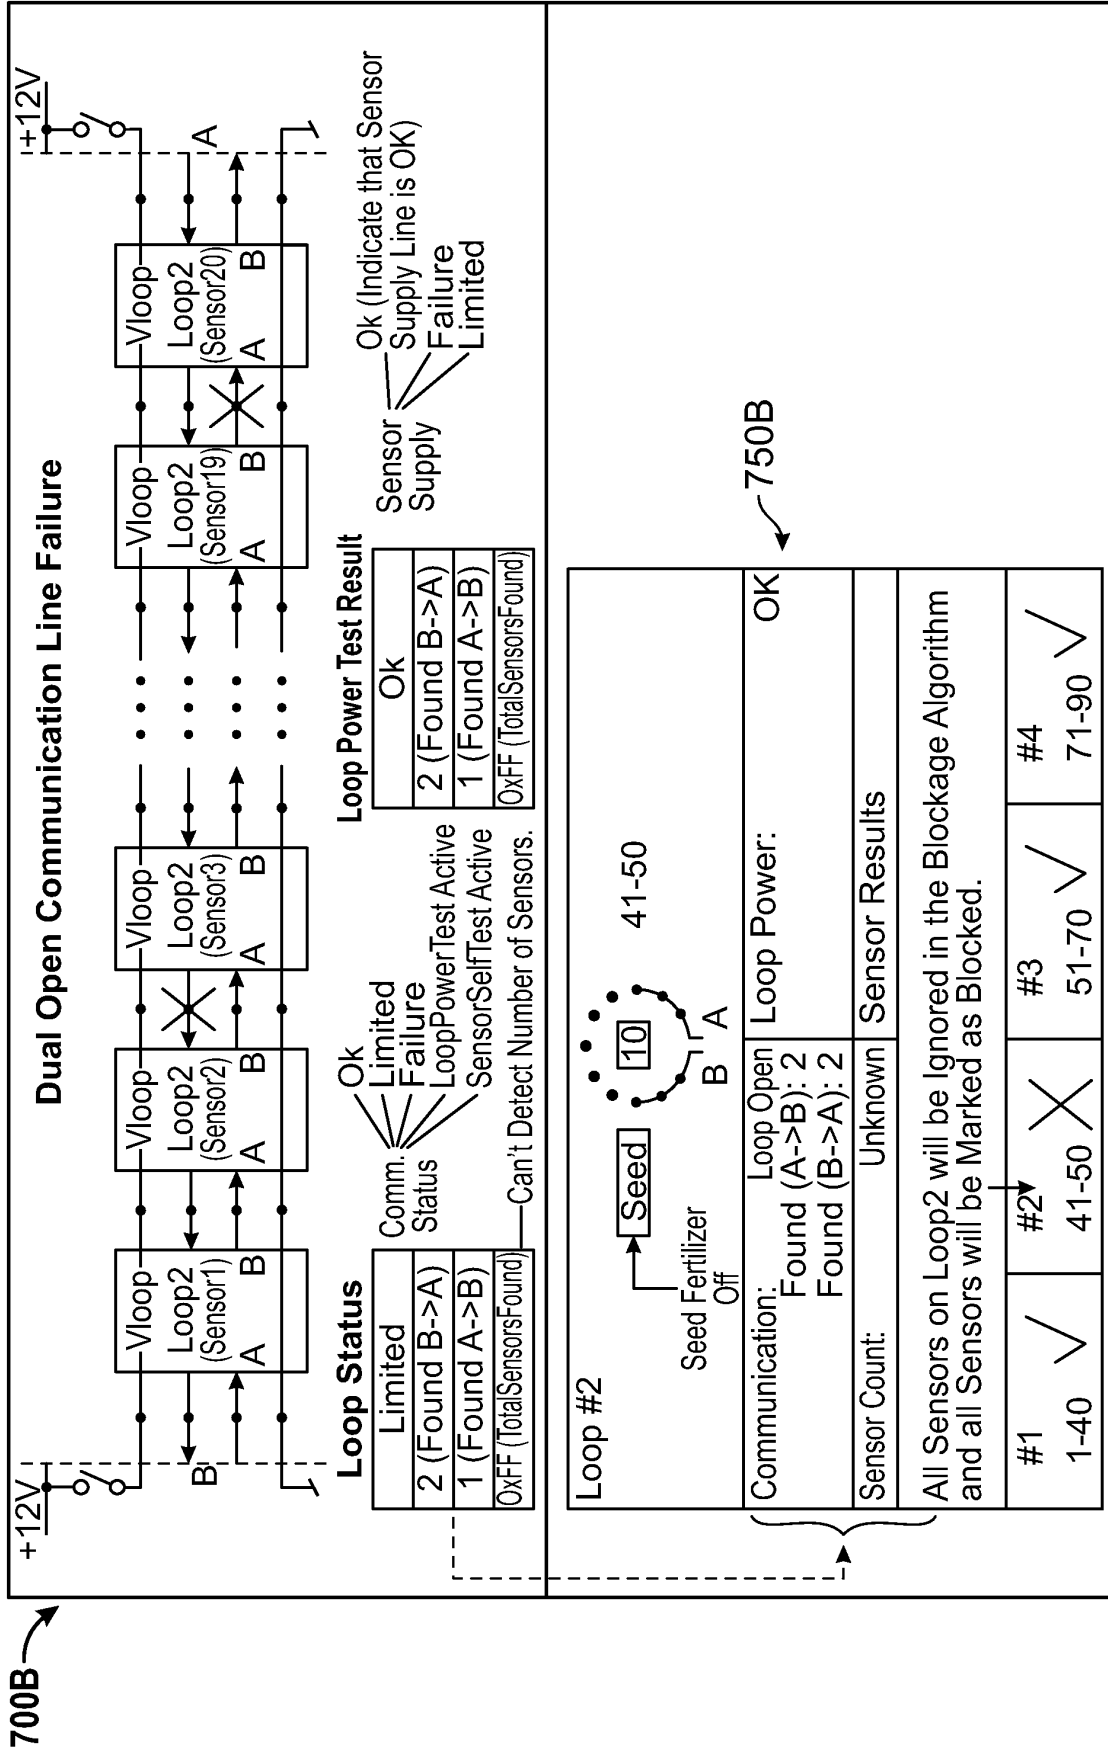 700B
Dual Open Communication Line Failure
+12V
+12V
Vloop
Vloop
Vloop
Vloop
Vloop
Loop2
(Sensor1)
A
B
Loop2
(Sensor2)
A
B
Loop2
(Sensor3)
A
B
Loop2
(Sensor19)
A
B
Loop2
(Sensor20)
A
B
B
A
Loop Status
Limited
2 (Found B->A)
1 (Found A->B)
OxFF (TotalSensorsFound)
Comm.
Status
Ok
Limited
Failure
LoopPowerTest Active
SensorSelfTest Active
Can't Detect Number of Sensors.
Loop Power Test Result
Ok
2 (Found B->A)
1 (Found A->B)
OxFF (TotalSensorsFound)
Sensor
Supply
Ok (Indicate that Sensor
Supply Line is OK)
Failure
Limited
750B
Loop #2
Seed
10
41-50
B
A
Seed Fertilizer
Off
Communication:
Loop Open
Found (A->B): 2
Found (B->A): 2
Loop Power:
OK
Sensor Count:
Unknown
Sensor Results
All Sensors on Loop2 will be Ignored in the Blockage Algorithm
and all Sensors will be Marked as Blocked.
#1
1-40
#2
41-50
#3
51-70
#4
71-90